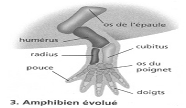 os de l'épaule
humérus
cubitus
radius
os du
poignet
pouce
doigts
3. Amphibien évolué